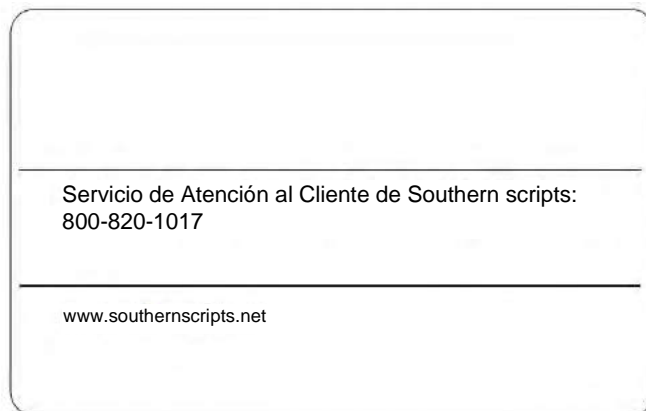 Servicio de Atención al Cliente de Southern scripts:
800-820-1017
www.southernscripts.net